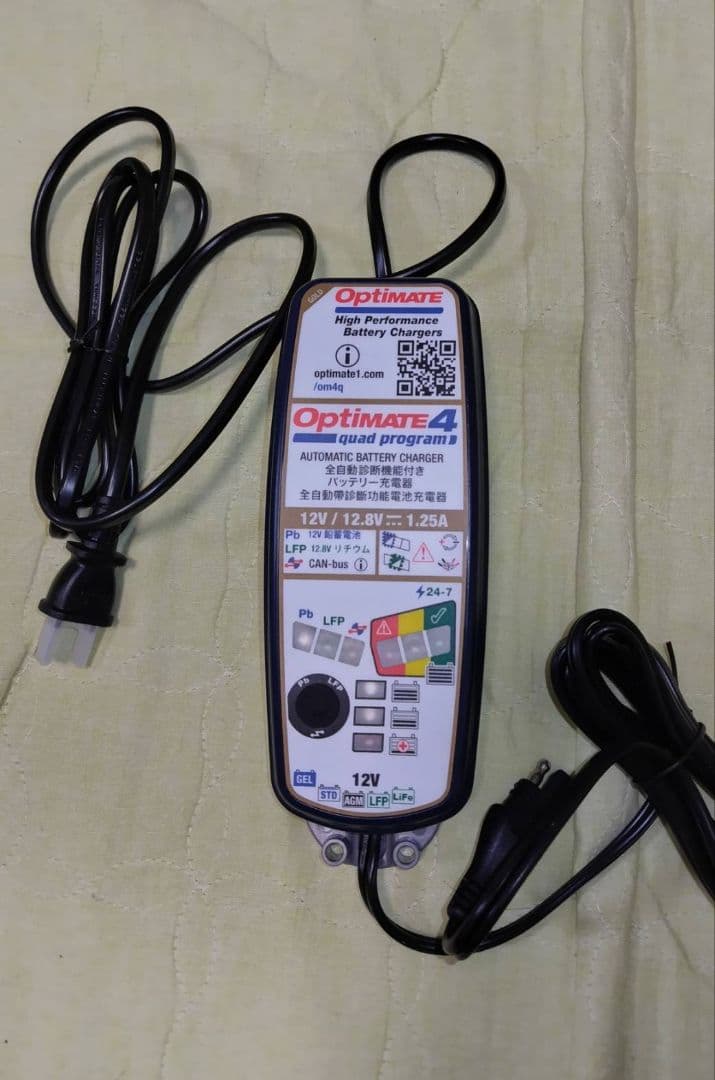 GOLD
OptiMATE
High Performance
Battery Chargers
optimate1.com
/om4q
OptiMATE4
quad program
AUTOMATIC BATTERY CHARGER
全自動診断機能付き
バッテリー充電器
全自動帶診斷功能電池充電器
12V / 12.8V⎓1.25A
Pb 12V 鉛蓄電池
LFP 12.8V リチウム
CAN-bus
24-7
Pb LFP
Pb LFP
12V
GEL STD AGM LFP LiFe